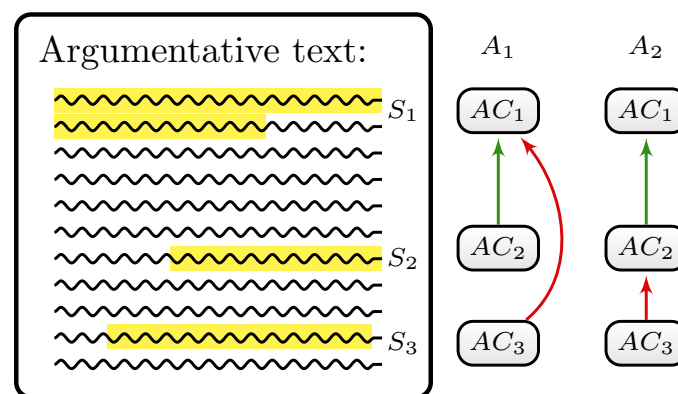 Argumentative text:
S1
S2
S3
A1
AC1
AC2
AC3
A2
AC1
AC2
AC3